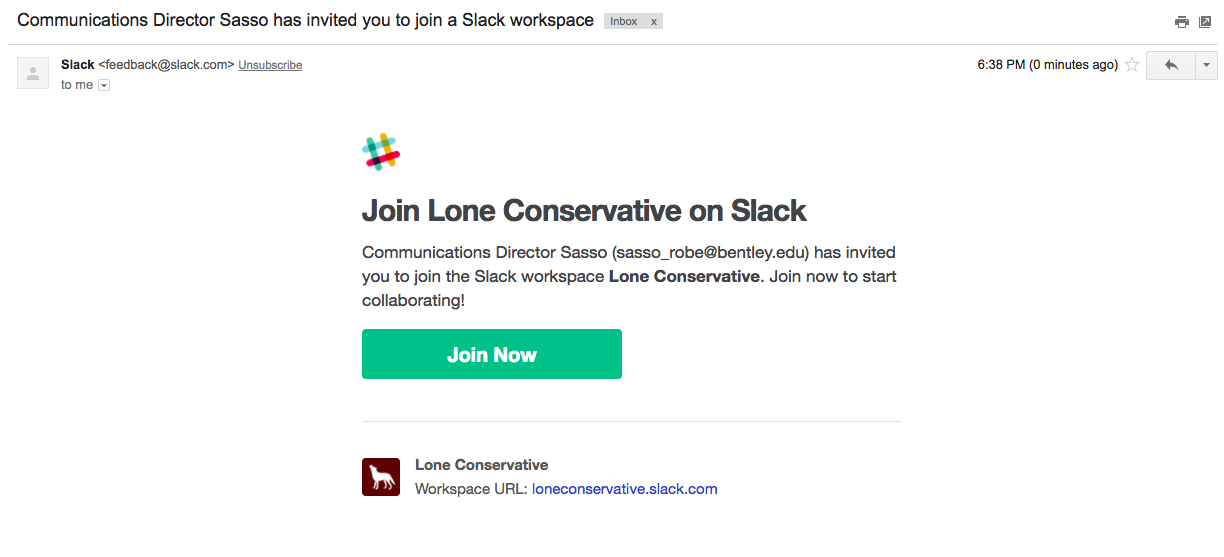 Communications Director Sasso has invited you to join a Slack workspace Inbox x
Slack <feedback@slack.com> Unsubscribe 6:38 PM (0 minutes ago)
to me
Join Lone Conservative on Slack
Communications Director Sasso (sasso_robe@bentley.edu) has invited
you to join the Slack workspace Lone Conservative. Join now to start
collaborating!
Join Now
Lone Conservative
Workspace URL: loneconservative.slack.com